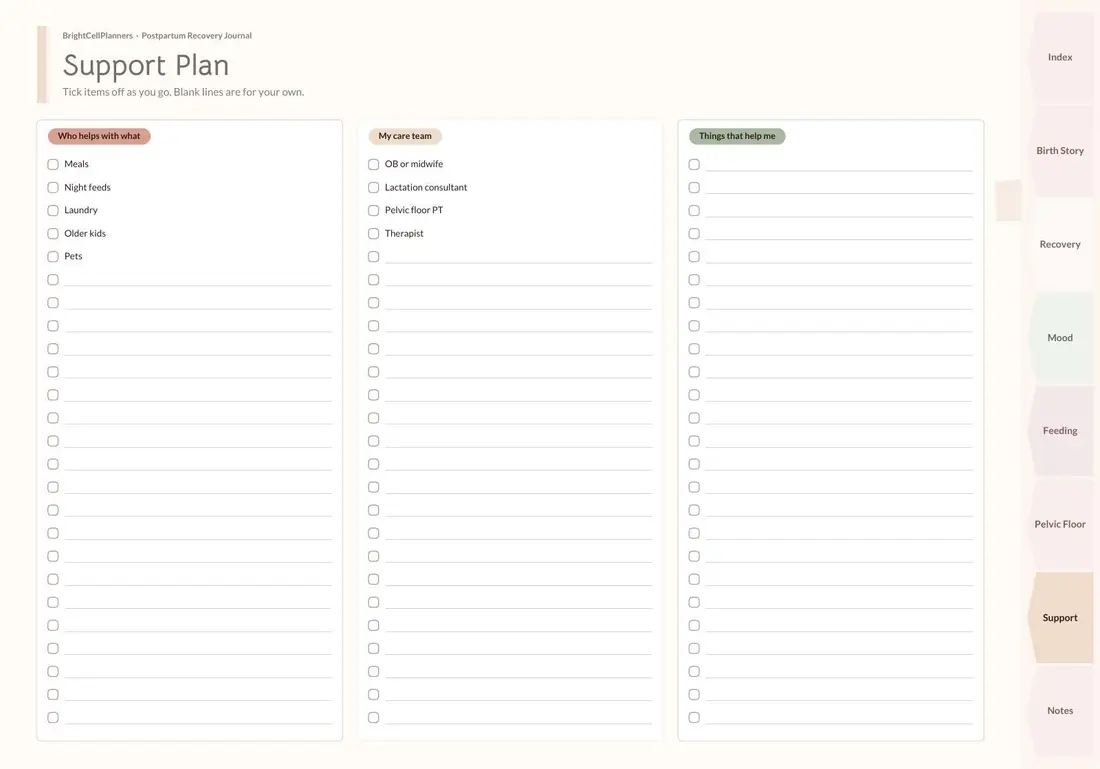 BrightCellPlanners · Postpartum Recovery Journal
Support Plan
Tick items off as you go. Blank lines are for your own.
Who helps with what
Meals
Night feeds
Laundry
Older kids
Pets
My care team
OB or midwife
Lactation consultant
Pelvic floor PT
Therapist
Things that help me
Index
Birth Story
Recovery
Mood
Feeding
Pelvic Floor
Support
Notes